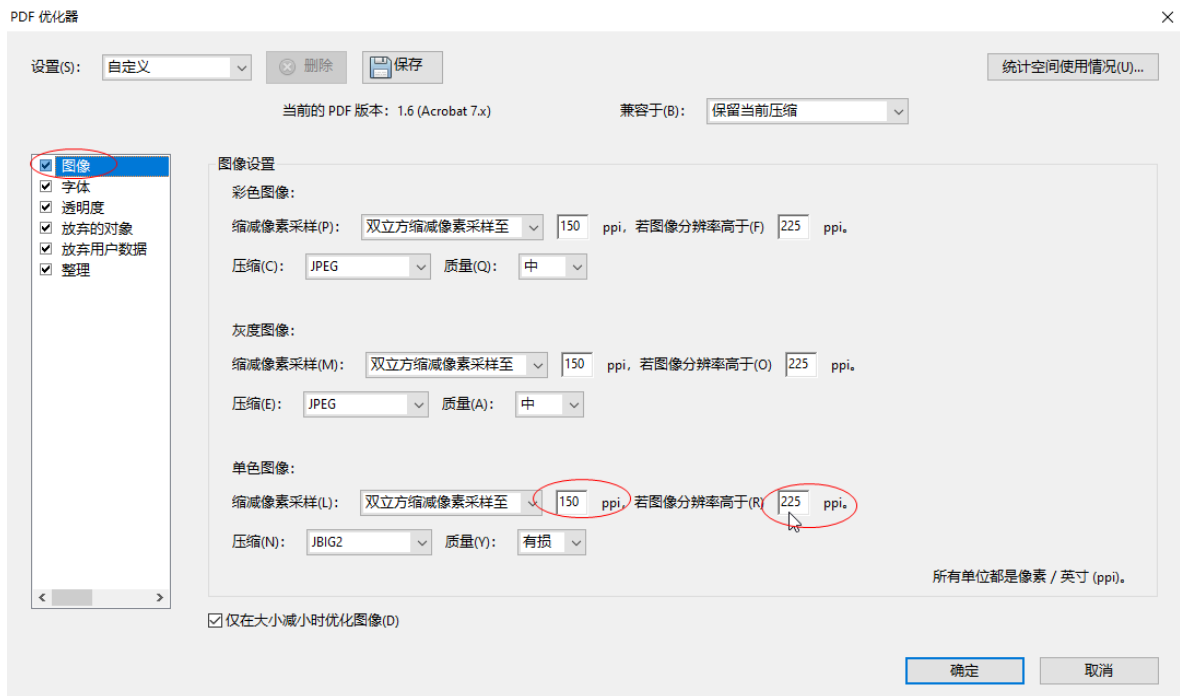 PDF 优化器
设置(S): 自定义 删除 保存 统计空间使用情况(U)...
当前的 PDF 版本: 1.6 (Acrobat 7.x) 兼容于(B): 保留当前压缩
图像
字体
透明度
放弃的对象
放弃用户数据
整理
图像设置
彩色图像:
缩减像素采样(P): 双立方缩减像素采样至 150 ppi, 若图像分辨率高于(F) 225 ppi。
压缩(C): JPEG 质量(Q): 中
灰度图像:
缩减像素采样(M): 双立方缩减像素采样至 150 ppi, 若图像分辨率高于(O) 225 ppi。
压缩(E): JPEG 质量(A): 中
单色图像:
缩减像素采样(L): 双立方缩减像素采样至 150 ppi, 若图像分辨率高于(R) 225 ppi。
压缩(N): JBIG2 质量(Y): 有损
所有单位都是像素 / 英寸 (ppi)。
仅在大小减小时优化图像(D)
确定 取消